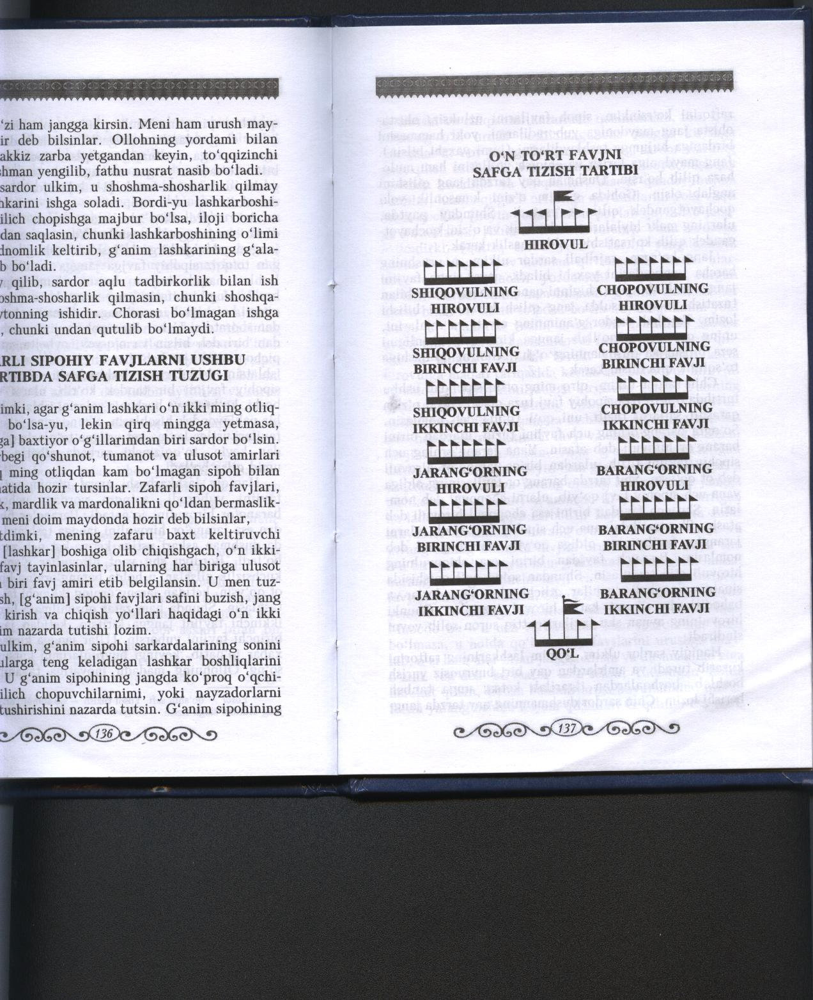 ‘zi ham jangga kirsin. Meni ham urush may-
ir deb bilsinlar. Ollohning yordami bilan
akkiz zarba yetgandan keyin, to‘qqizinchi
shman yengilib, fathu nusrat nasib bo‘ladi.
sardor ulkim, u shoshma-shosharlik qilmay
hkarini ishga soladi. Bordi-yu lashkarboshi-
ilich chopishga majbur bo‘lsa, iloji boricha
dan saqlasin, chunki lashkarboshining o‘limi
dnomlik keltirib, g‘anim lashkarining g‘ala-
b bo‘ladi.
qilib, sardor aqlu tadbirkorlik bilan ish
oshma-shosharlik qilmasin, chunki shoshqa-
ytonning ishidir. Chorasi bo‘lmagan ishga
, chunki undan qutulib bo‘lmaydi.
ARLI SIPOHIY FAVJLARNI USHBU
RTIBDA SAFGA TIZISH TUZUGI
imki, agar g‘anim lashkari o‘n ikki ming otliq-
bo‘lsa-yu, lekin qirq mingga yetmasa,
ga] baxtiyor o‘g‘illarimdan biri sardor bo‘lsin.
rbegi qo‘shunot, tumanot va ulusot amirlari
] ming otliqdan kam bo‘lmagan sipoh bilan
atida hozir tursinlar. Zafarli sipoh favjlari,
k, mardlik va mardonalikni qo‘ldan bermaslik-
meni doim maydonda hozir deb bilsinlar,
tdimki, mening zafarli baxt keltiruvchi
[lashkar] boshiga olib chiqishgach, o‘n ikki-
favj tayinlasinlar, ularning har biriga ulusot
n biri favj amiri etib belgilansin. U men tuz-
sh, [g‘anim] sipohi favjlari safini buzish, jang
kirish va chiqish yo‘llari haqidagi o‘n ikki
im nazarda tutishi lozim.
ulkim, g‘anim sipohi sarkardalarining sonini
ularga teng keladigan lashkar boshliqlarini
U g‘anim sipohining jangda ko‘proq o‘qchi-
ilich chopuvchilarnimi, yoki nayzadorlarni
tushirishini nazarda tutsin. G‘anim sipohining
136
O‘N TO‘RT FAVJNI
SAFGA TIZISH TARTIBI
HIROVUL
SHIQOVULNING
HIROVULI
SHIQOVULNING
BIRINCHI FAVJI
SHIQOVULNING
IKKINCHI FAVJI
JARANG‘ORNING
HIROVULI
JARANG‘ORNING
BIRINCHI FAVJI
JARANG‘ORNING
IKKINCHI FAVJI
CHOPOVULNING
HIROVULI
CHOPOVULNING
BIRINCHI FAVJI
CHOPOVULNING
IKKINCHI FAVJI
BARANG‘ORNING
HIROVULI
BARANG‘ORNING
BIRINCHI FAVJI
BARANG‘ORNING
IKKINCHI FAVJI
QO‘L
137